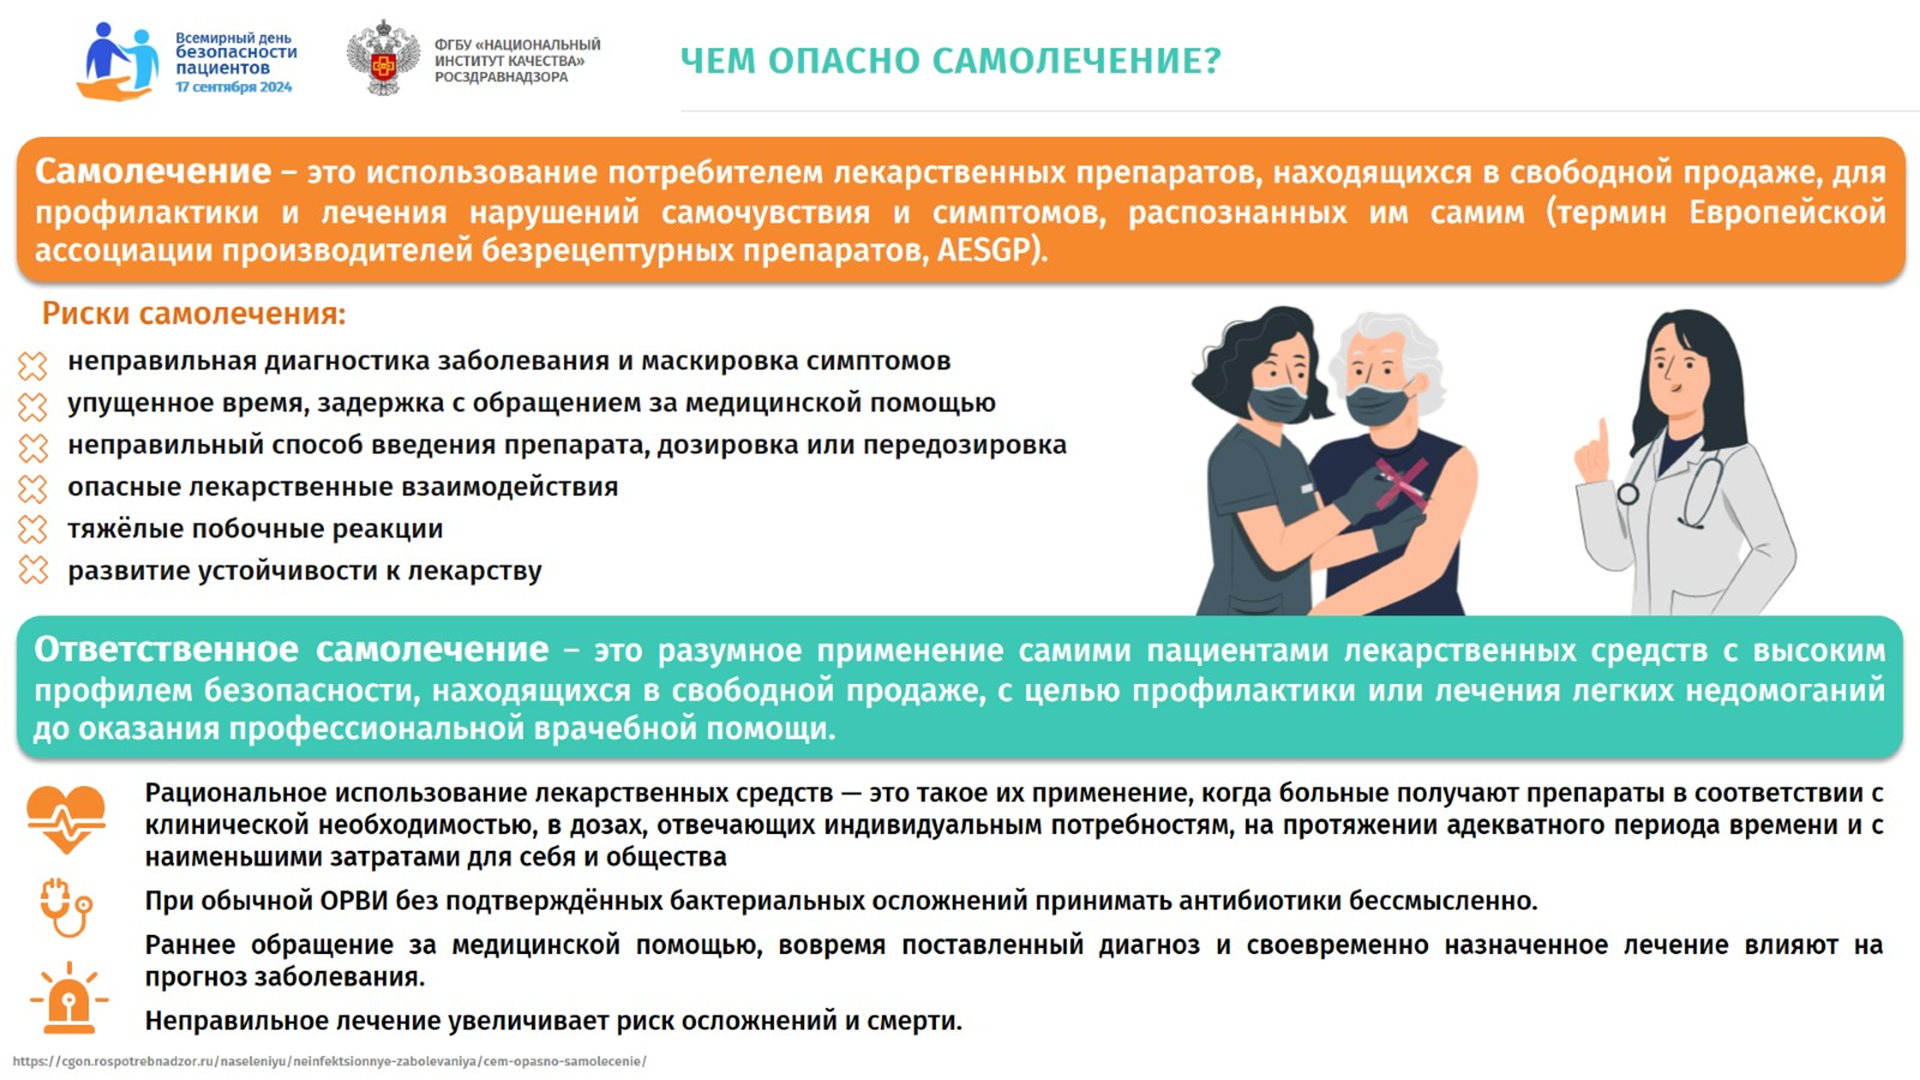 Всемирный день
безопасности
пациентов
17 сентября 2024
ФГБУ «НАЦИОНАЛЬНЫЙ
ИНСТИТУТ КАЧЕСТВА»
РОСЗДРАВНАДЗОРА
ЧЕМ ОПАСНО САМОЛЕЧЕНИЕ?
Самолечение – это использование потребителем лекарственных препаратов, находящихся в свободной продаже, для
профилактики и лечения нарушений самочувствия и симптомов, распознанных им самим (термин Европейской
ассоциации производителей безрецептурных препаратов, AESGP).
Риски самолечения:
неправильная диагностика заболевания и маскировка симптомов
упущенное время, задержка с обращением за медицинской помощью
неправильный способ введения препарата, дозировка или передозировка
опасные лекарственные взаимодействия
тяжёлые побочные реакции
развитие устойчивости к лекарству
Ответственное самолечение – это разумное применение самими пациентами лекарственных средств с высоким
профилем безопасности, находящихся в свободной продаже, с целью профилактики или лечения легких недомоганий
до оказания профессиональной врачебной помощи.
Рациональное использование лекарственных средств — это такое их применение, когда больные получают препараты в соответствии с
клинической необходимостью, в дозах, отвечающих индивидуальным потребностям, на протяжении адекватного периода времени и с
наименьшими затратами для себя и общества
При обычной ОРВИ без подтверждённых бактериальных осложнений принимать антибиотики бессмысленно.
Раннее обращение за медицинской помощью, вовремя поставленный диагноз и своевременно назначенное лечение влияют на
прогноз заболевания.
Неправильное лечение увеличивает риск осложнений и смерти.
https://cgon.rospotrebnadzor.ru/naseleniyu/neinfektsionnye-zabolevaniya/cem-opasno-samolecenie/